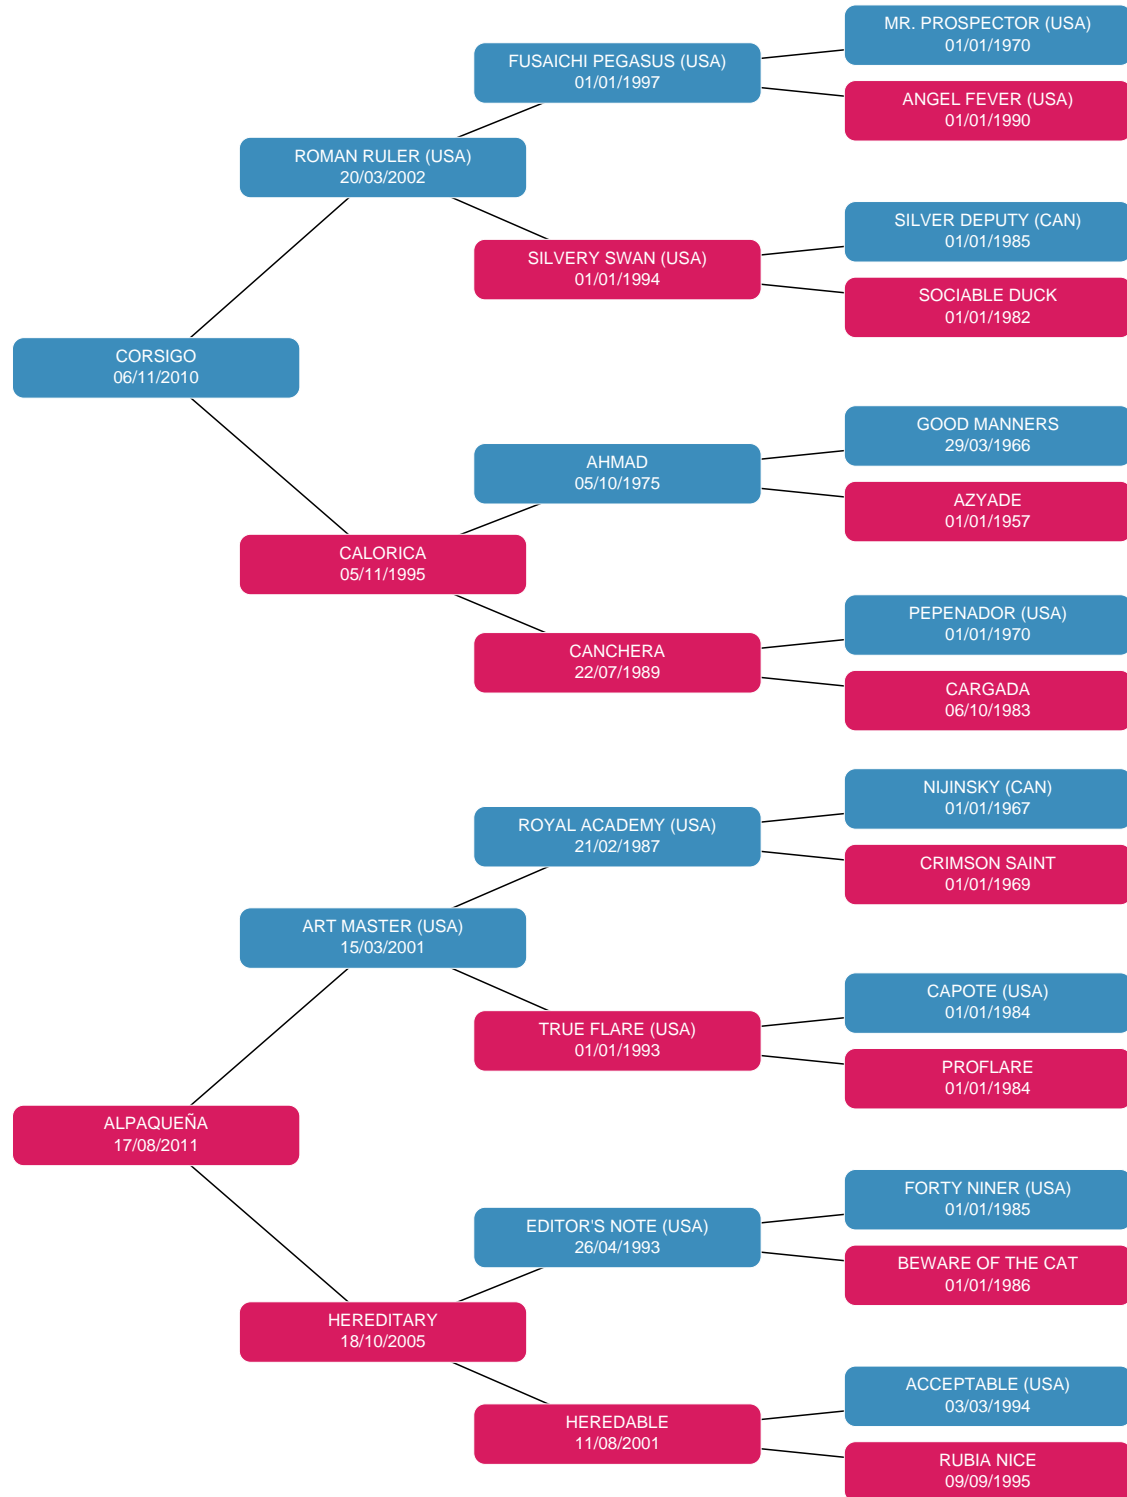 MR. PROSPECTOR (USA)
01/01/1970
FUSAICHI PEGASUS (USA)
01/01/1997
ANGEL FEVER (USA)
01/01/1990
ROMAN RULER (USA)
20/03/2002
SILVER DEPUTY (CAN)
01/01/1985
SILVERY SWAN (USA)
01/01/1994
SOCIABLE DUCK
01/01/1982
CORSIGO
06/11/2010
GOOD MANNERS
29/03/1966
AHMAD
05/10/1975
AZYADE
01/01/1957
CALORICA
05/11/1995
PEPENADOR (USA)
01/01/1970
CANCHERA
22/07/1989
CARGADA
06/10/1983
NIJINSKY (CAN)
01/01/1967
ROYAL ACADEMY (USA)
21/02/1987
CRIMSON SAINT
01/01/1969
ART MASTER (USA)
15/03/2001
CAPOTE (USA)
01/01/1984
TRUE FLARE (USA)
01/01/1993
PROFLARE
01/01/1984
ALPAQUEÑA
17/08/2011
FORTY NINER (USA)
01/01/1985
EDITOR'S NOTE (USA)
26/04/1993
BEWARE OF THE CAT
01/01/1986
HEREDITARY
18/10/2005
ACCEPTABLE (USA)
03/03/1994
HEREDABLE
11/08/2001
RUBIA NICE
09/09/1995